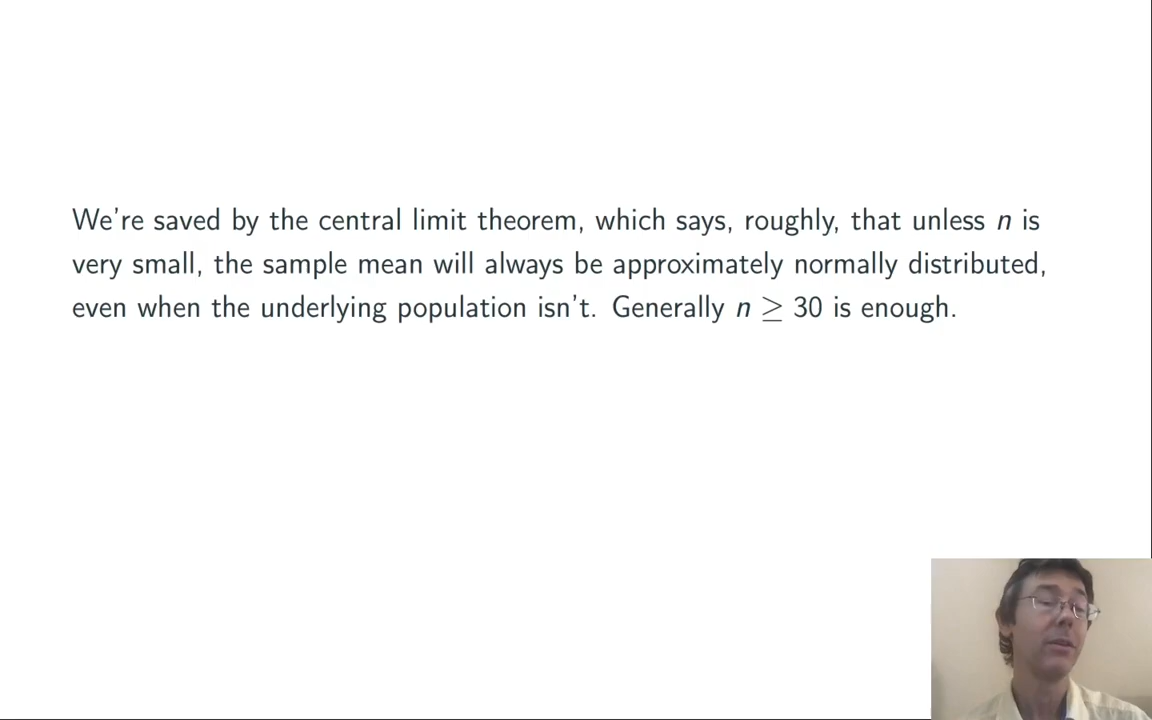 We're saved by the central limit theorem, which says, roughly, that unless n is
very small, the sample mean will always be approximately normally distributed,
even when the underlying population isn't. Generally n ≥ 30 is enough.